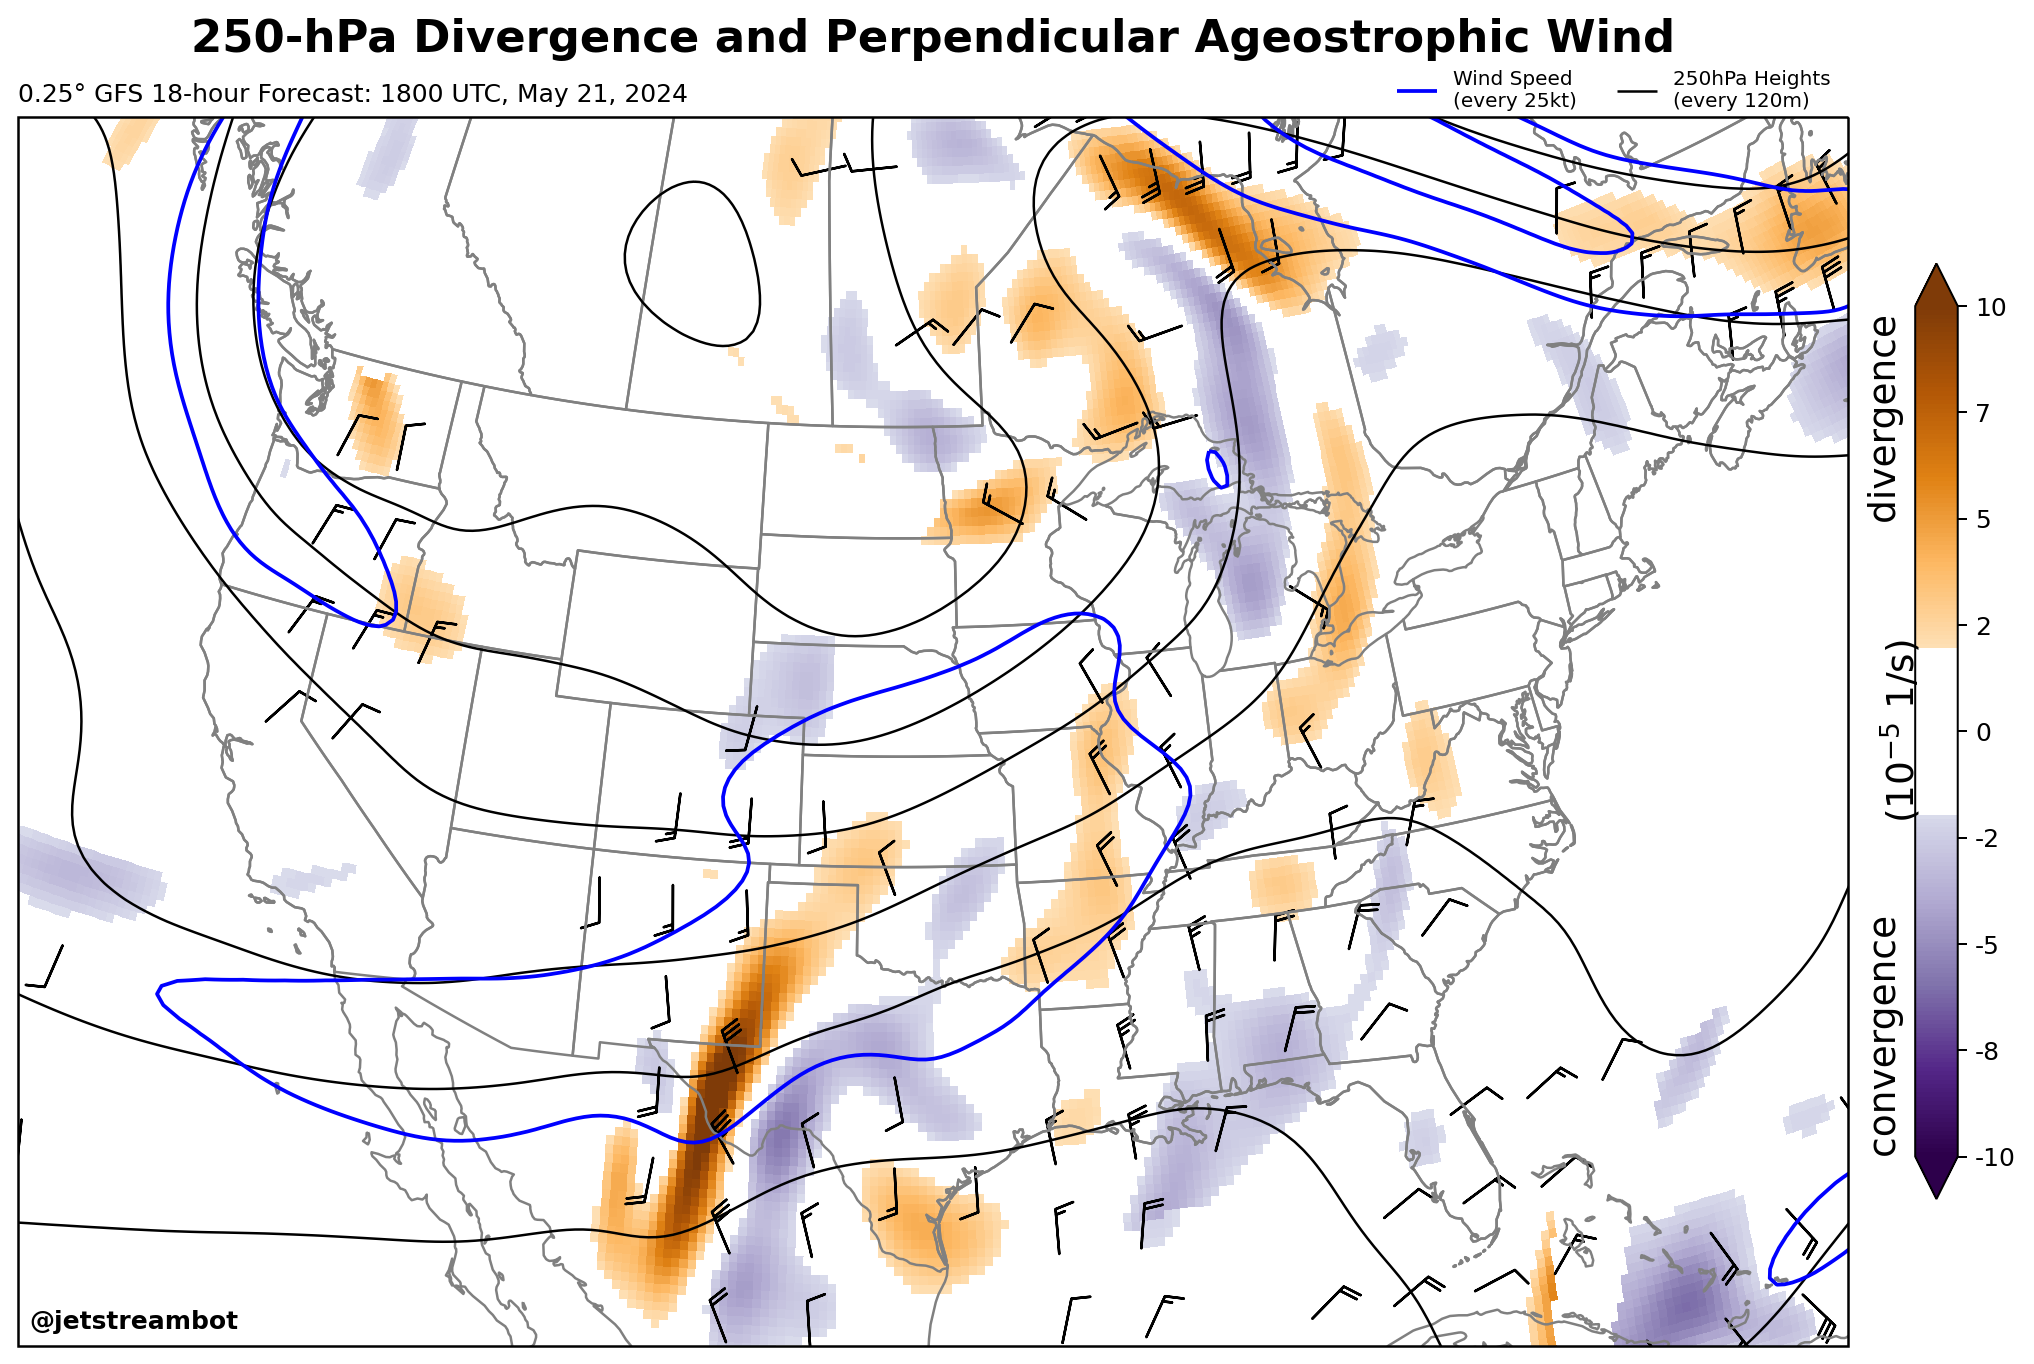 250-hPa Divergence and Perpendicular Ageostrophic Wind
0.25° GFS 18-hour Forecast: 1800 UTC, May 21, 2024
Wind Speed
(every 25kt)
250hPa Heights
(every 120m)
10
7
5
2
0
-2
-5
-8
-10
divergence
(10⁻⁵ 1/s)
convergence
@jetstreambot